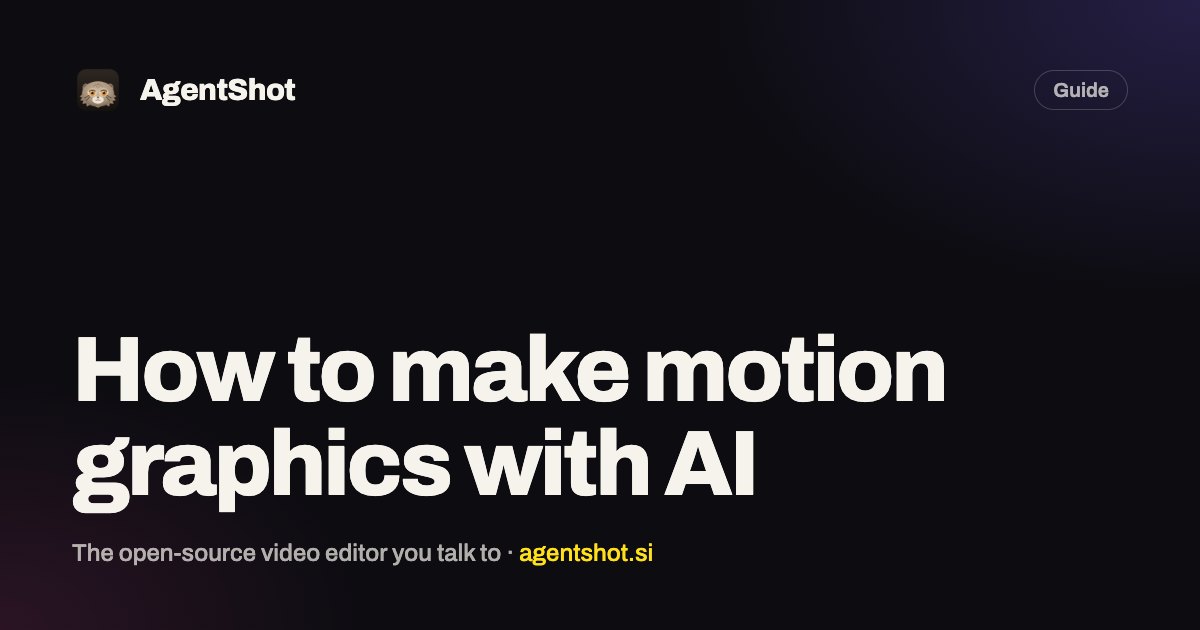 AgentShot
Guide
How to make motion
graphics with AI
The open-source video editor you talk to · agentshot.si